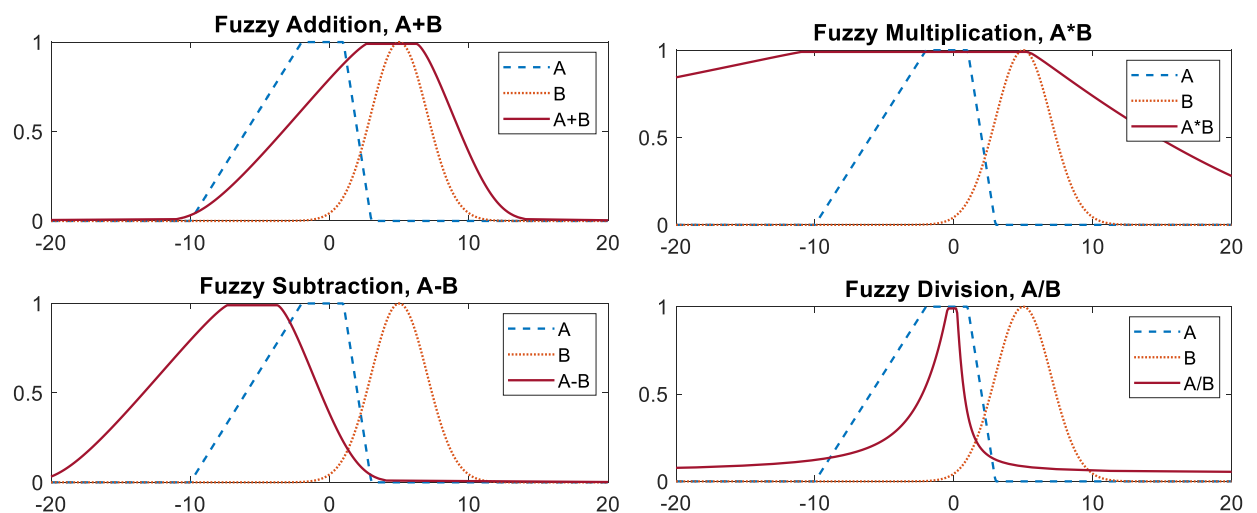 Fuzzy Addition, A+B
1
0.5
0
-20 -10 0 10 20
A
B
A+B
Fuzzy Multiplication, A*B
1
0.5
0
-20 -10 0 10 20
A
B
A*B
Fuzzy Subtraction, A-B
1
0.5
0
-20 -10 0 10 20
A
B
A-B
Fuzzy Division, A/B
1
0.5
0
-20 -10 0 10 20
A
B
A/B